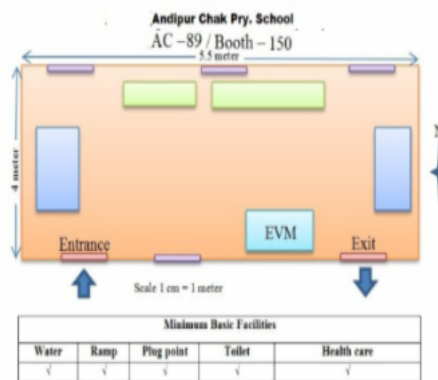 Andipur Chak Pry. School
AC –89 / Booth – 150
5.5 meter
4 meter
EVM
Entrance
Exit
Scale 1 cm = 1 meter
Minimum Basic Facilities
Water Ramp Plug point Toilet Health care
√ √ √ √ √